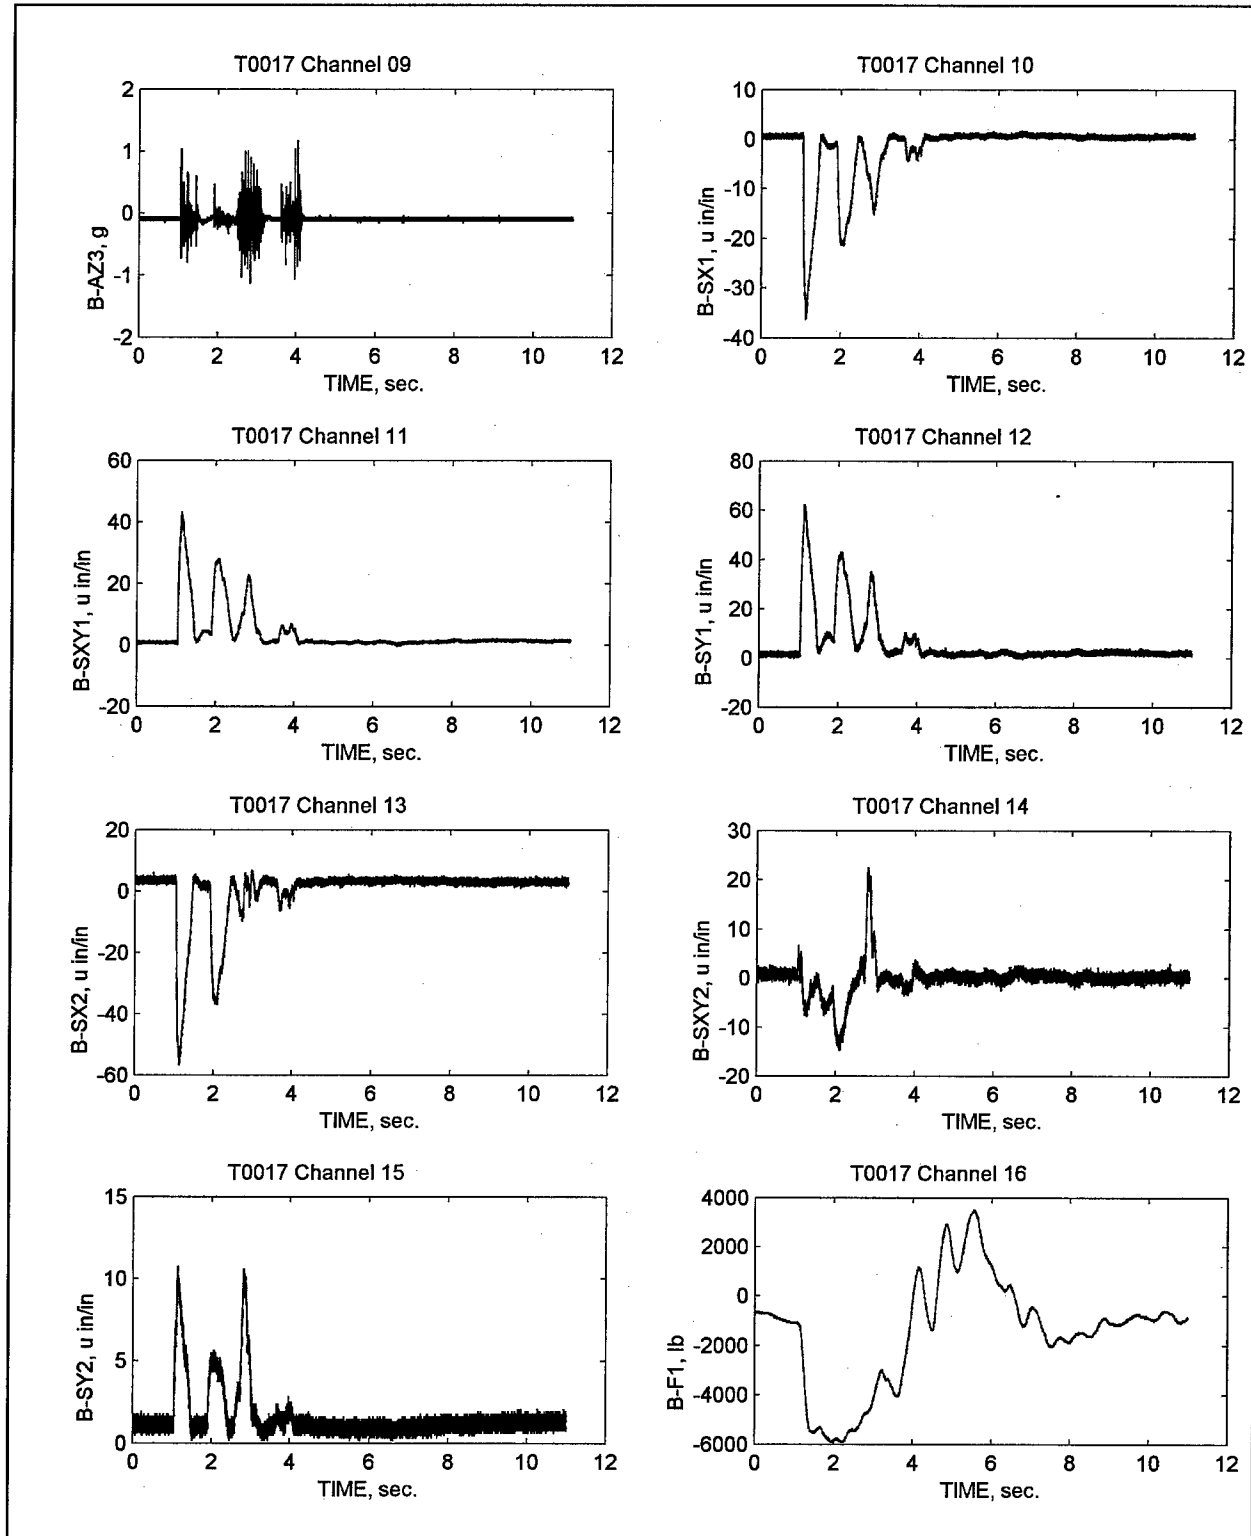 T0017 Channel 09
2
1
0
-1
-2
B-AZ3, g
0 2 4 6 8 10 12
TIME, sec.
T0017 Channel 10
10
0
-10
-20
-30
-40
B-SX1, u in/in
0 2 4 6 8 10 12
TIME, sec.
T0017 Channel 11
60
40
20
0
-20
B-SXY1, u in/in
0 2 4 6 8 10 12
TIME, sec.
T0017 Channel 12
80
60
40
20
0
-20
B-SY1, u in/in
0 2 4 6 8 10 12
TIME, sec.
T0017 Channel 13
20
0
-20
-40
-60
B-SX2, u in/in
0 2 4 6 8 10 12
TIME, sec.
T0017 Channel 14
30
20
10
0
-10
-20
B-SXY2, u in/in
0 2 4 6 8 10 12
TIME, sec.
T0017 Channel 15
15
10
5
0
B-SY2, u in/in
0 2 4 6 8 10 12
TIME, sec.
T0017 Channel 16
4000
2000
0
-2000
-4000
-6000
B-F1, lb
0 2 4 6 8 10 12
TIME, sec.